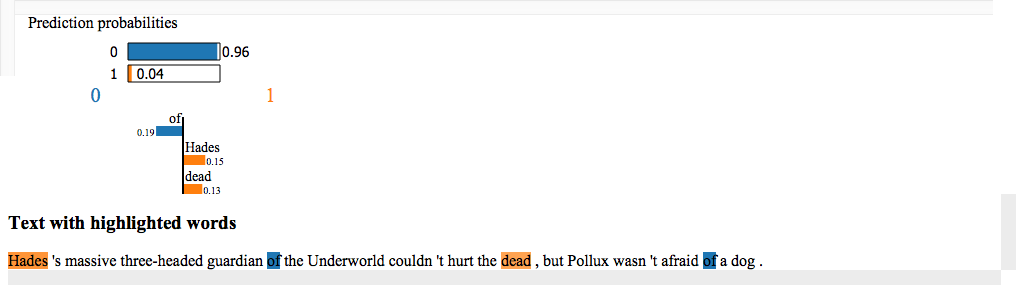 Prediction probabilities
0 0.96
1 0.04
0 1
of
0.19
Hades
0.15
dead
0.13
Text with highlighted words
Hades 's massive three-headed guardian of the Underworld couldn 't hurt the dead , but Pollux wasn 't afraid of a dog .